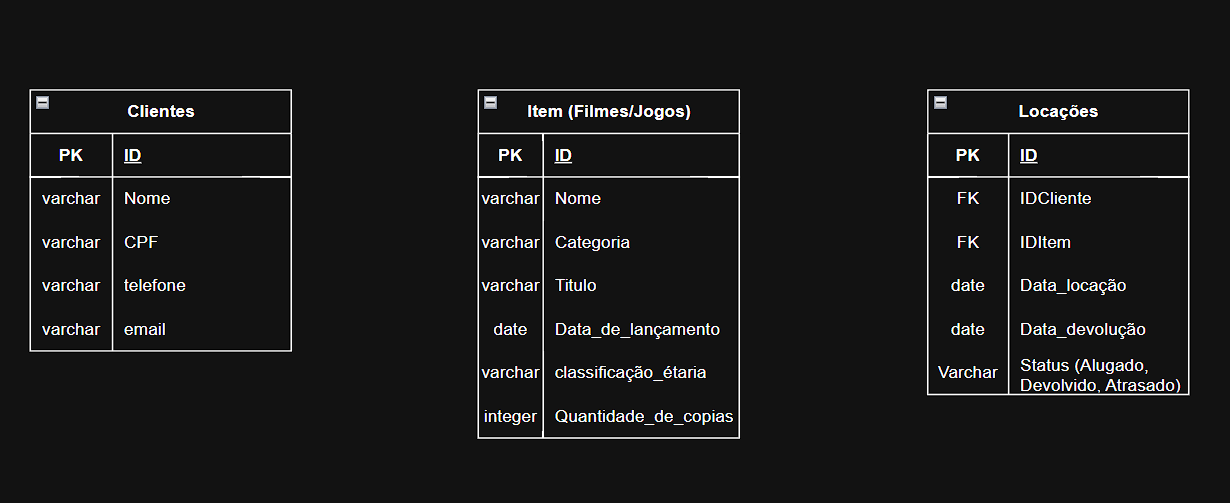 Clientes
PK ID
varchar Nome
varchar CPF
varchar telefone
varchar email
Item (Filmes/Jogos)
PK ID
varchar Nome
varchar Categoria
varchar Titulo
date Data_de_lançamento
varchar classificação_étaria
integer Quantidade_de_copias
Locações
PK ID
FK IDCliente
FK IDItem
date Data_locação
date Data_devolução
Varchar Status (Alugado,
Devolvido, Atrasado)